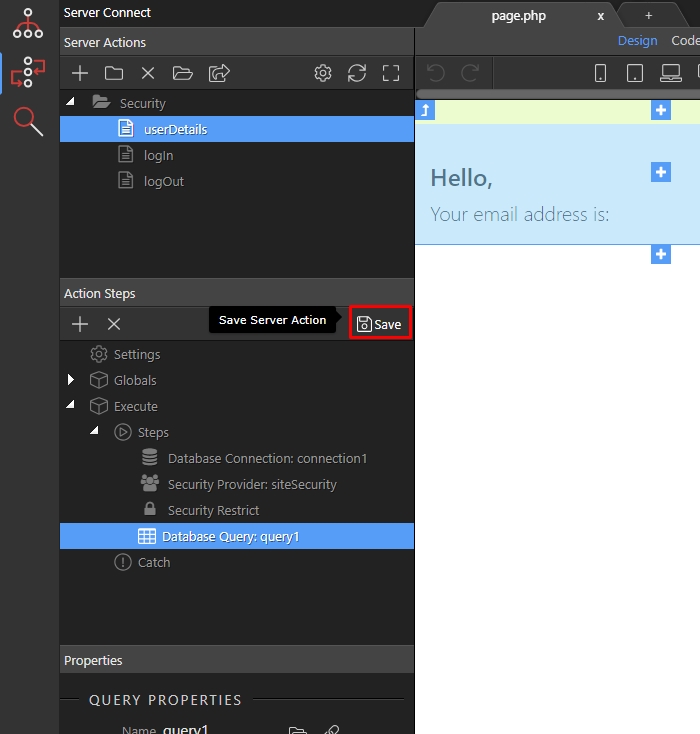 Server Connect
page.php x +
Server Actions
Design Code
Security
userDetails
logIn
logOut
Hello,
Your email address is:
Action Steps
Save Server Action
Save
Settings
Globals
Execute
Steps
Database Connection: connection1
Security Provider: siteSecurity
Security Restrict
Database Query: query1
Catch
Properties
QUERY PROPERTIES
Name query1